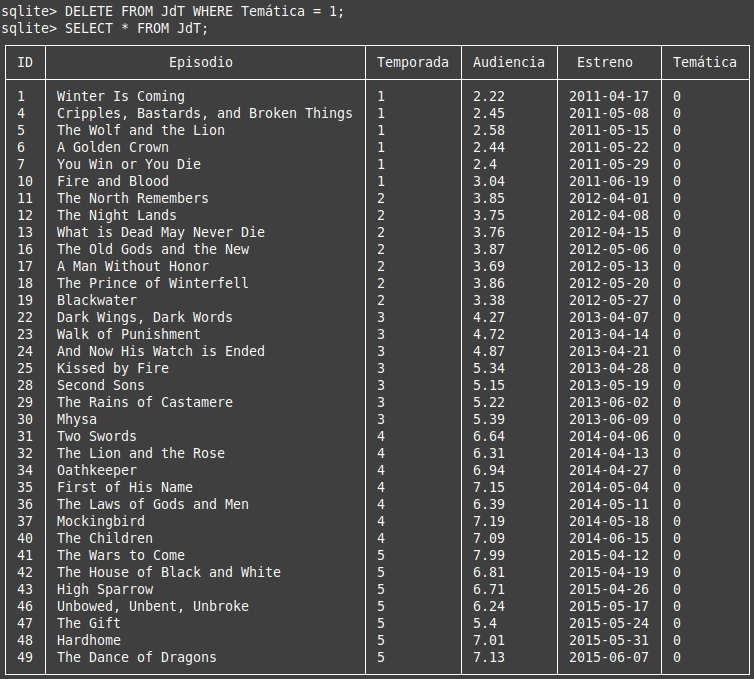 sqlite> DELETE FROM JdT WHERE Temática = 1;
sqlite> SELECT * FROM JdT;
ID Episodio Temporada Audiencia Estreno Temática
1 Winter Is Coming 1 2.22 2011-04-17 0
4 Cripples, Bastards, and Broken Things 1 2.45 2011-05-08 0
5 The Wolf and the Lion 1 2.58 2011-05-15 0
6 A Golden Crown 1 2.44 2011-05-22 0
7 You Win or You Die 1 2.4 2011-05-29 0
10 Fire and Blood 1 3.04 2011-06-19 0
11 The North Remembers 2 3.85 2012-04-01 0
12 The Night Lands 2 3.75 2012-04-08 0
13 What is Dead May Never Die 2 3.76 2012-04-15 0
16 The Old Gods and the New 2 3.87 2012-05-06 0
17 A Man Without Honor 2 3.69 2012-05-13 0
18 The Prince of Winterfell 2 3.86 2012-05-20 0
19 Blackwater 2 3.38 2012-05-27 0
22 Dark Wings, Dark Words 3 4.27 2013-04-07 0
23 Walk of Punishment 3 4.72 2013-04-14 0
24 And Now His Watch is Ended 3 4.87 2013-04-21 0
25 Kissed by Fire 3 5.34 2013-04-28 0
28 Second Sons 3 5.15 2013-05-19 0
29 The Rains of Castamere 3 5.22 2013-06-02 0
30 Mhysa 3 5.39 2013-06-09 0
31 Two Swords 4 6.64 2014-04-06 0
32 The Lion and the Rose 4 6.31 2014-04-13 0
34 Oathkeeper 4 6.94 2014-04-27 0
35 First of His Name 4 7.15 2014-05-04 0
36 The Laws of Gods and Men 4 6.39 2014-05-11 0
37 Mockingbird 4 7.19 2014-05-18 0
40 The Children 4 7.09 2014-06-15 0
41 The Wars to Come 5 7.99 2015-04-12 0
42 The House of Black and White 5 6.81 2015-04-19 0
43 High Sparrow 5 6.71 2015-04-26 0
46 Unbowed, Unbent, Unbroke 5 6.24 2015-05-17 0
47 The Gift 5 5.4 2015-05-24 0
48 Hardhome 5 7.01 2015-05-31 0
49 The Dance of Dragons 5 7.13 2015-06-07 0